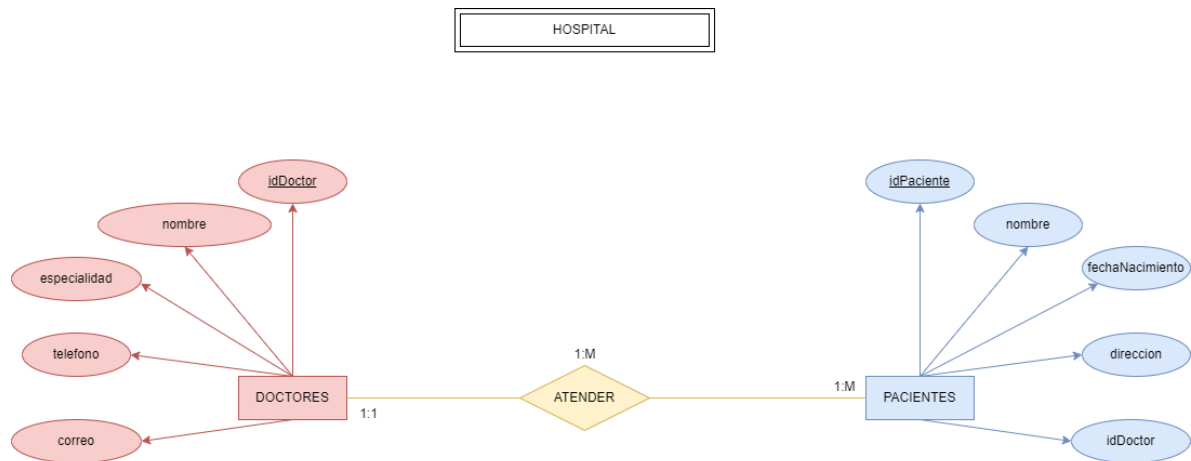 HOSPITAL
idDoctor
idPaciente
nombre
nombre
especialidad
fechaNacimiento
telefono
1:M
direccion
DOCTORES
1:1
ATENDER
1:M
PACIENTES
correo
idDoctor